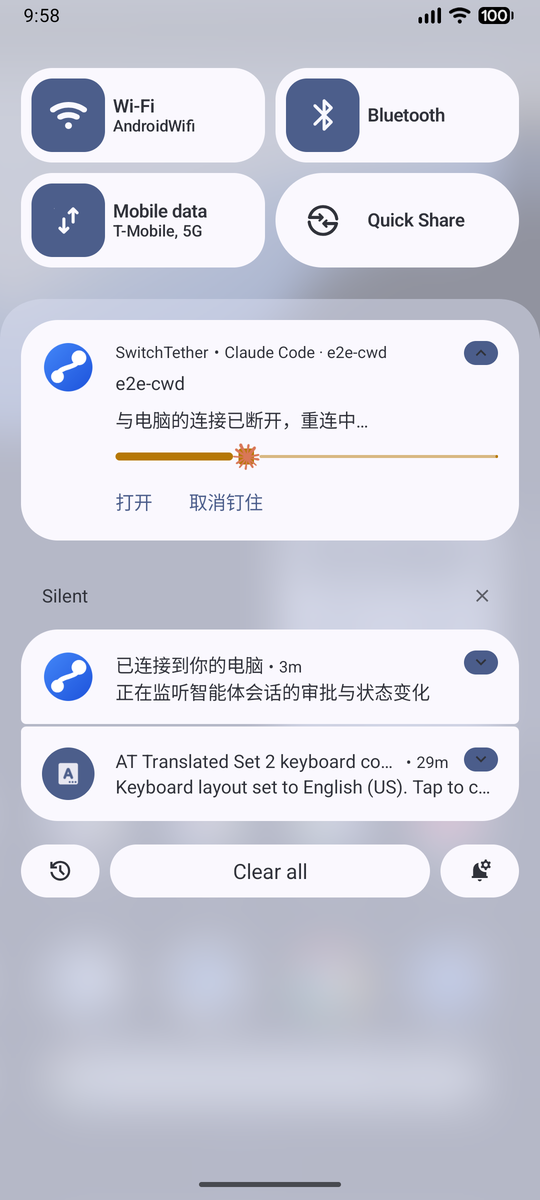 9:58
100
Wi-Fi
AndroidWifi
Bluetooth
Mobile data
T-Mobile, 5G
Quick Share
SwitchTether • Claude Code · e2e-cwd
e2e-cwd
与电脑的连接已断开，重连中…
打开 取消钉住
Silent
已连接到你的电脑 • 3m
正在监听智能体会话的审批与状态变化
A
AT Translated Set 2 keyboard co… • 29m
Keyboard layout set to English (US). Tap to c…
Clear all